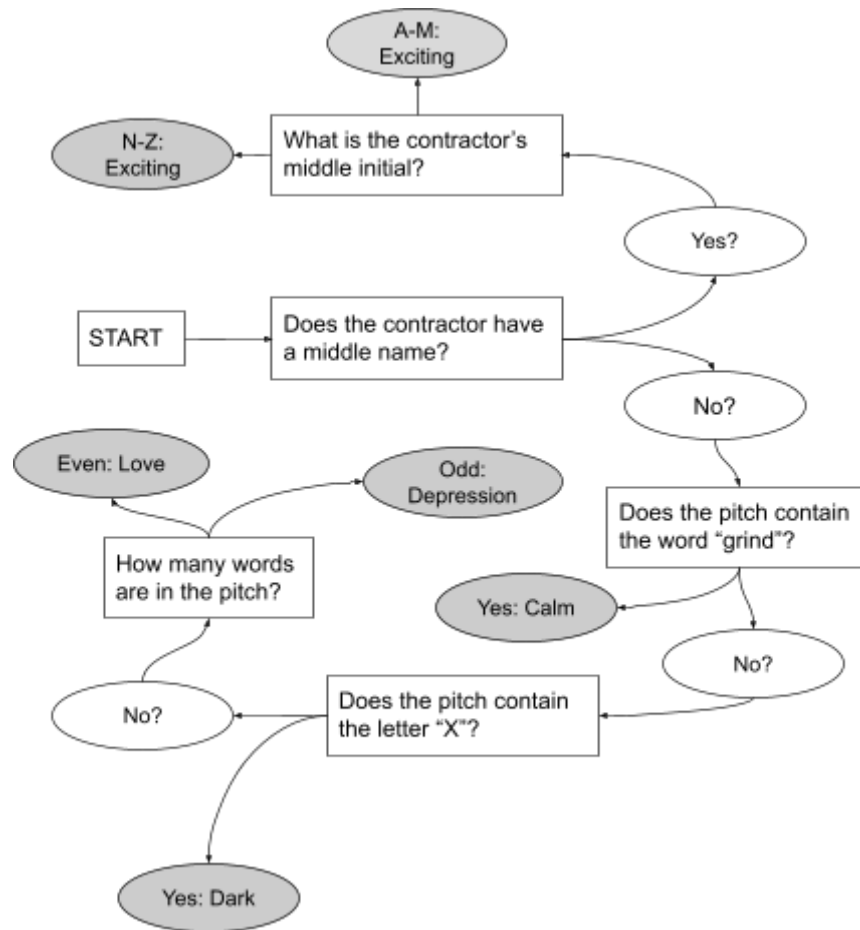 A-M:
Exciting
What is the contractor's
middle initial?
N-Z:
Exciting
Yes?
START
Does the contractor have
a middle name?
No?
Even: Love
Odd:
Depression
Does the pitch contain
the word “grind”?
How many words
are in the pitch?
Yes: Calm
No?
Does the pitch contain
the letter “X”?
No?
Yes: Dark